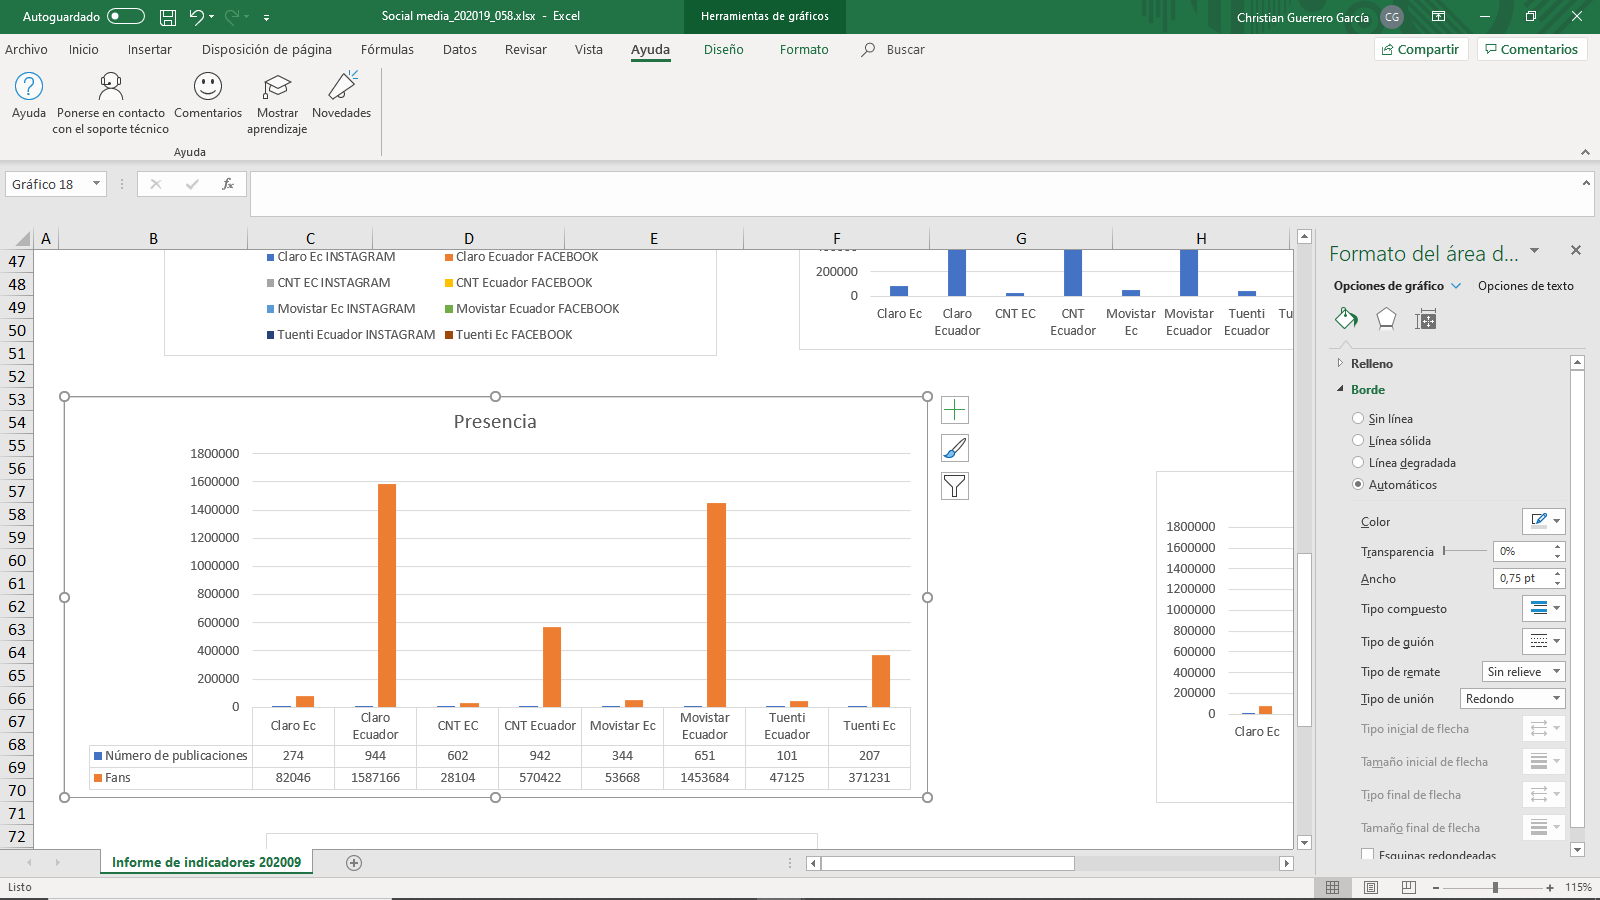 Autoguardado
Social media_202019_058.xlsx - Excel
Herramientas de gráficos
Christian Guerrero García
CG
Archivo
Inicio
Insertar
Disposición de página
Fórmulas
Datos
Revisar
Vista
Ayuda
Diseño
Formato
Buscar
Compartir
Comentarios
Ayuda
Ponerse en contacto
con el soporte técnico
Comentarios
Mostrar
aprendizaje
Novedades
Ayuda
Gráfico 18
fx
A B C D E F G H
47
48
49
50
51
52
53
54
55
56
57
58
59
60
61
62
63
64
65
66
67
68
69
70
71
72
Claro Ec INSTAGRAM
Claro Ecuador FACEBOOK
CNT EC INSTAGRAM
CNT Ecuador FACEBOOK
Movistar Ec INSTAGRAM
Movistar Ecuador FACEBOOK
Tuenti Ecuador INSTAGRAM
Tuenti Ec FACEBOOK
200000
0
Claro Ec
Claro
Ecuador
CNT EC
CNT
Ecuador
Movistar
Ec
Movistar
Ecuador
Tuenti
Ecuador
Tu
Presencia
1800000
1600000
1400000
1200000
1000000
800000
600000
400000
200000
0
Claro Ec
Claro
Ecuador
CNT EC
CNT Ecuador
Movistar Ec
Movistar
Ecuador
Tuenti
Ecuador
Tuenti Ec
Número de publicaciones 274 944 602 942 344 651 101 207
Fans 82046 1587166 28104 570422 53668 1453684 47125 371231
1800000
1600000
1400000
1200000
1000000
800000
600000
400000
200000
0
Claro Ec
Formato del área d...
Opciones de gráfico
Opciones de texto
Relleno
Borde
Sin línea
Línea sólida
Línea degradada
Automáticos
Color
Transparencia 0%
Ancho 0,75 pt
Tipo compuesto
Tipo de guión
Tipo de remate Sin relieve
Tipo de unión Redondo
Tipo inicial de flecha
Tamaño inicial de flecha
Tipo final de flecha
Tamaño final de flecha
Esquinas redondeadas
Informe de indicadores 202009
Listo
115%